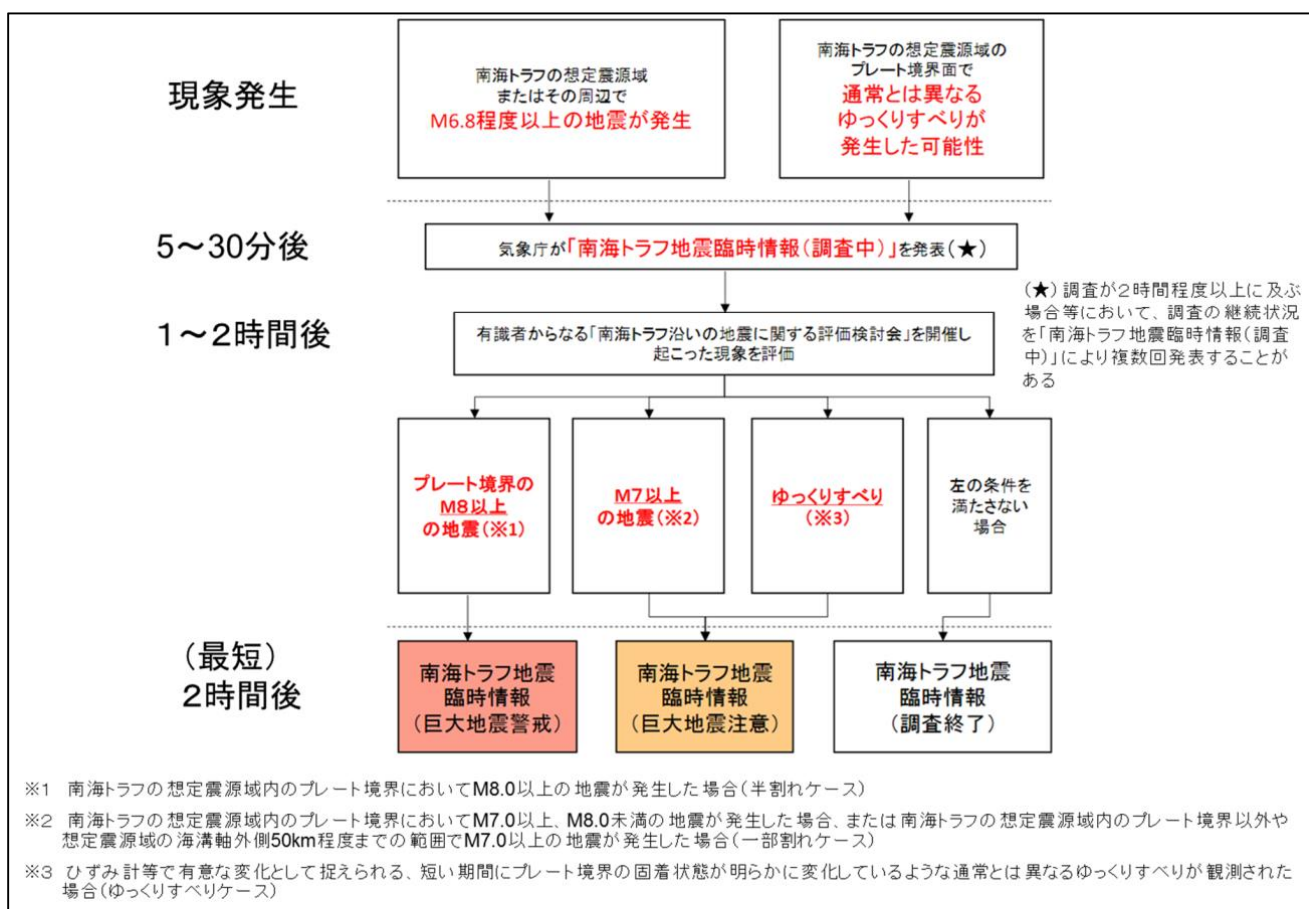 現象発生
南海トラフの想定震源域
またはその周辺で
M6.8程度以上の地震が発生
南海トラフの想定震源域の
プレート境界面で
通常とは異なる
ゆっくりすべりが
発生した可能性
5～30分後
気象庁が「南海トラフ地震臨時情報(調査中)」を発表(★)
1～2時間後
有識者からなる「南海トラフ沿いの地震に関する評価検討会」を開催し
起こった現象を評価
(★)調査が2時間程度以上に及ぶ
場合等において、調査の継続状況
を「南海トラフ地震臨時情報(調査
中)」により複数回発表することが
ある
プレート境界の
M8以上
の地震(※1)
M7以上
の地震(※2)
ゆっくりすべり
(※3)
左の条件を
満たさない
場合
(最短)
2時間後
南海トラフ地震
臨時情報
(巨大地震警戒)
南海トラフ地震
臨時情報
(巨大地震注意)
南海トラフ地震
臨時情報
(調査終了)
※1 南海トラフの想定震源域内のプレート境界においてM8.0以上の地震が発生した場合(半割れケース)
※2 南海トラフの想定震源域内のプレート境界においてM7.0以上、M8.0未満の地震が発生した場合、または南海トラフの想定震源域内のプレート境界以外や
想定震源域の海溝軸外側50km程度までの範囲でM7.0以上の地震が発生した場合(一部割れケース)
※3 ひずみ計等で有意な変化として捉えられる、短い期間にプレート境界の固着状態が明らかに変化しているような通常とは異なるゆっくりすべりが観測された
場合(ゆっくりすべりケース)